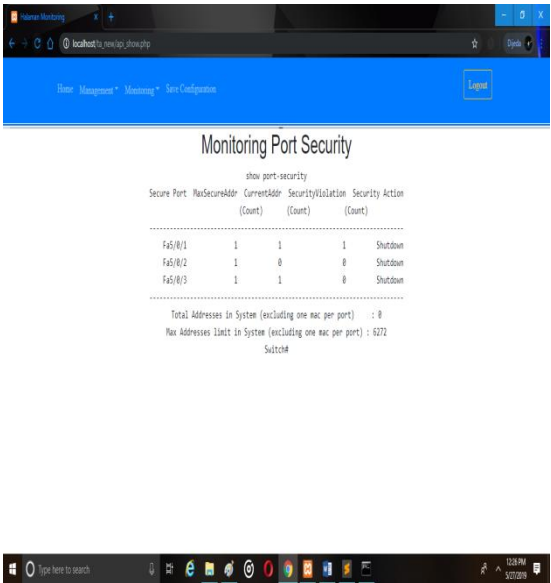 Halaman Monitoring
localhost/ta_new/api_show.php
Djedu
Home Management Monitoring Save Configuration
Logout
Monitoring Port Security
show port-security
Secure Port MaxSecureAddr CurrentAddr SecurityViolation Security Action
(Count) (Count) (Count)
---------------------------------------------------------------------------
Fa5/0/1 1 1 1 Shutdown
Fa5/0/2 1 0 0 Shutdown
Fa5/0/3 1 1 0 Shutdown
---------------------------------------------------------------------------
Total Addresses in System (excluding one mac per port) : 0
Max Addresses limit in System (excluding one mac per port) : 6272
Switch#
Type here to search
12:26 PM
5/27/2019